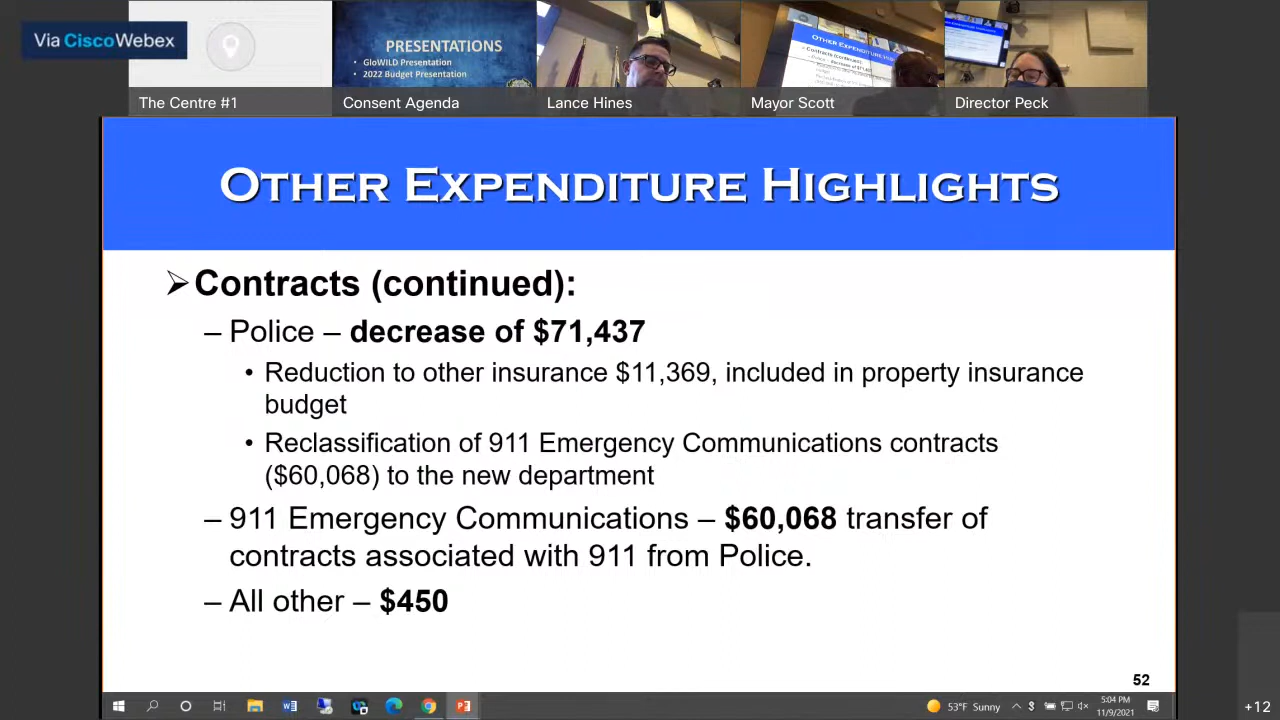 Via CiscoWebex
PRESENTATIONS
• GloWILD Presentation
• 2022 Budget Presentation
The Centre #1
Consent Agenda
Lance Hines
Mayor Scott
Director Peck
OTHER EXPENDITURE HIGHLIGHTS
➢ Contracts (continued):
– Police – decrease of $71,437
• Reduction to other insurance $11,369, included in property insurance
budget
• Reclassification of 911 Emergency Communications contracts
($60,068) to the new department
– 911 Emergency Communications – $60,068 transfer of
contracts associated with 911 from Police.
– All other – $450
52
53°F Sunny
5:04 PM
11/9/2021
+12